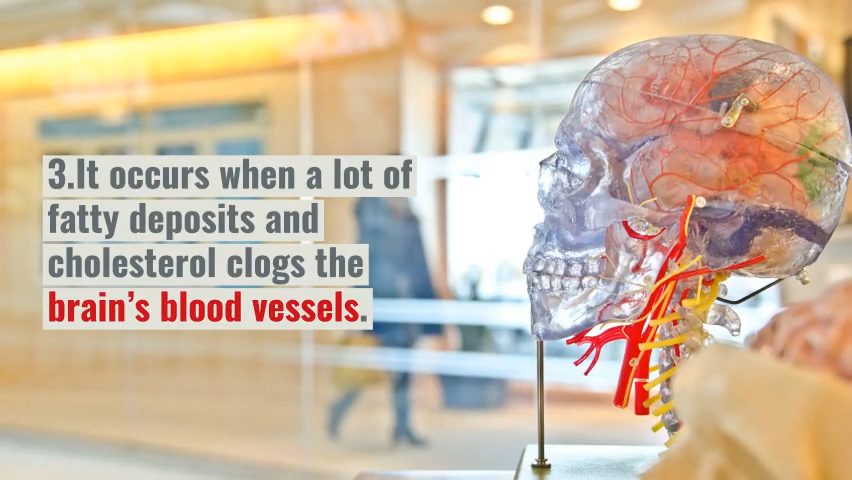 3.It occurs when a lot of
fatty deposits and
cholesterol clogs the
brain’s blood vessels.